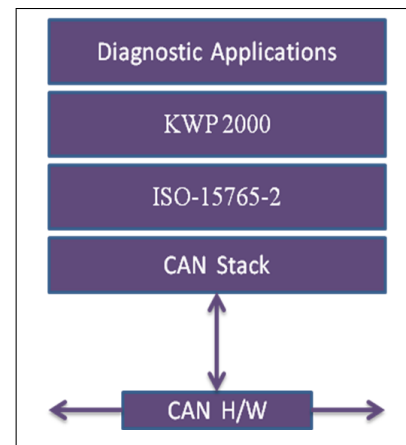 Diagnostic Applications
KWP 2000
ISO-15765-2
CAN Stack
CAN H/W